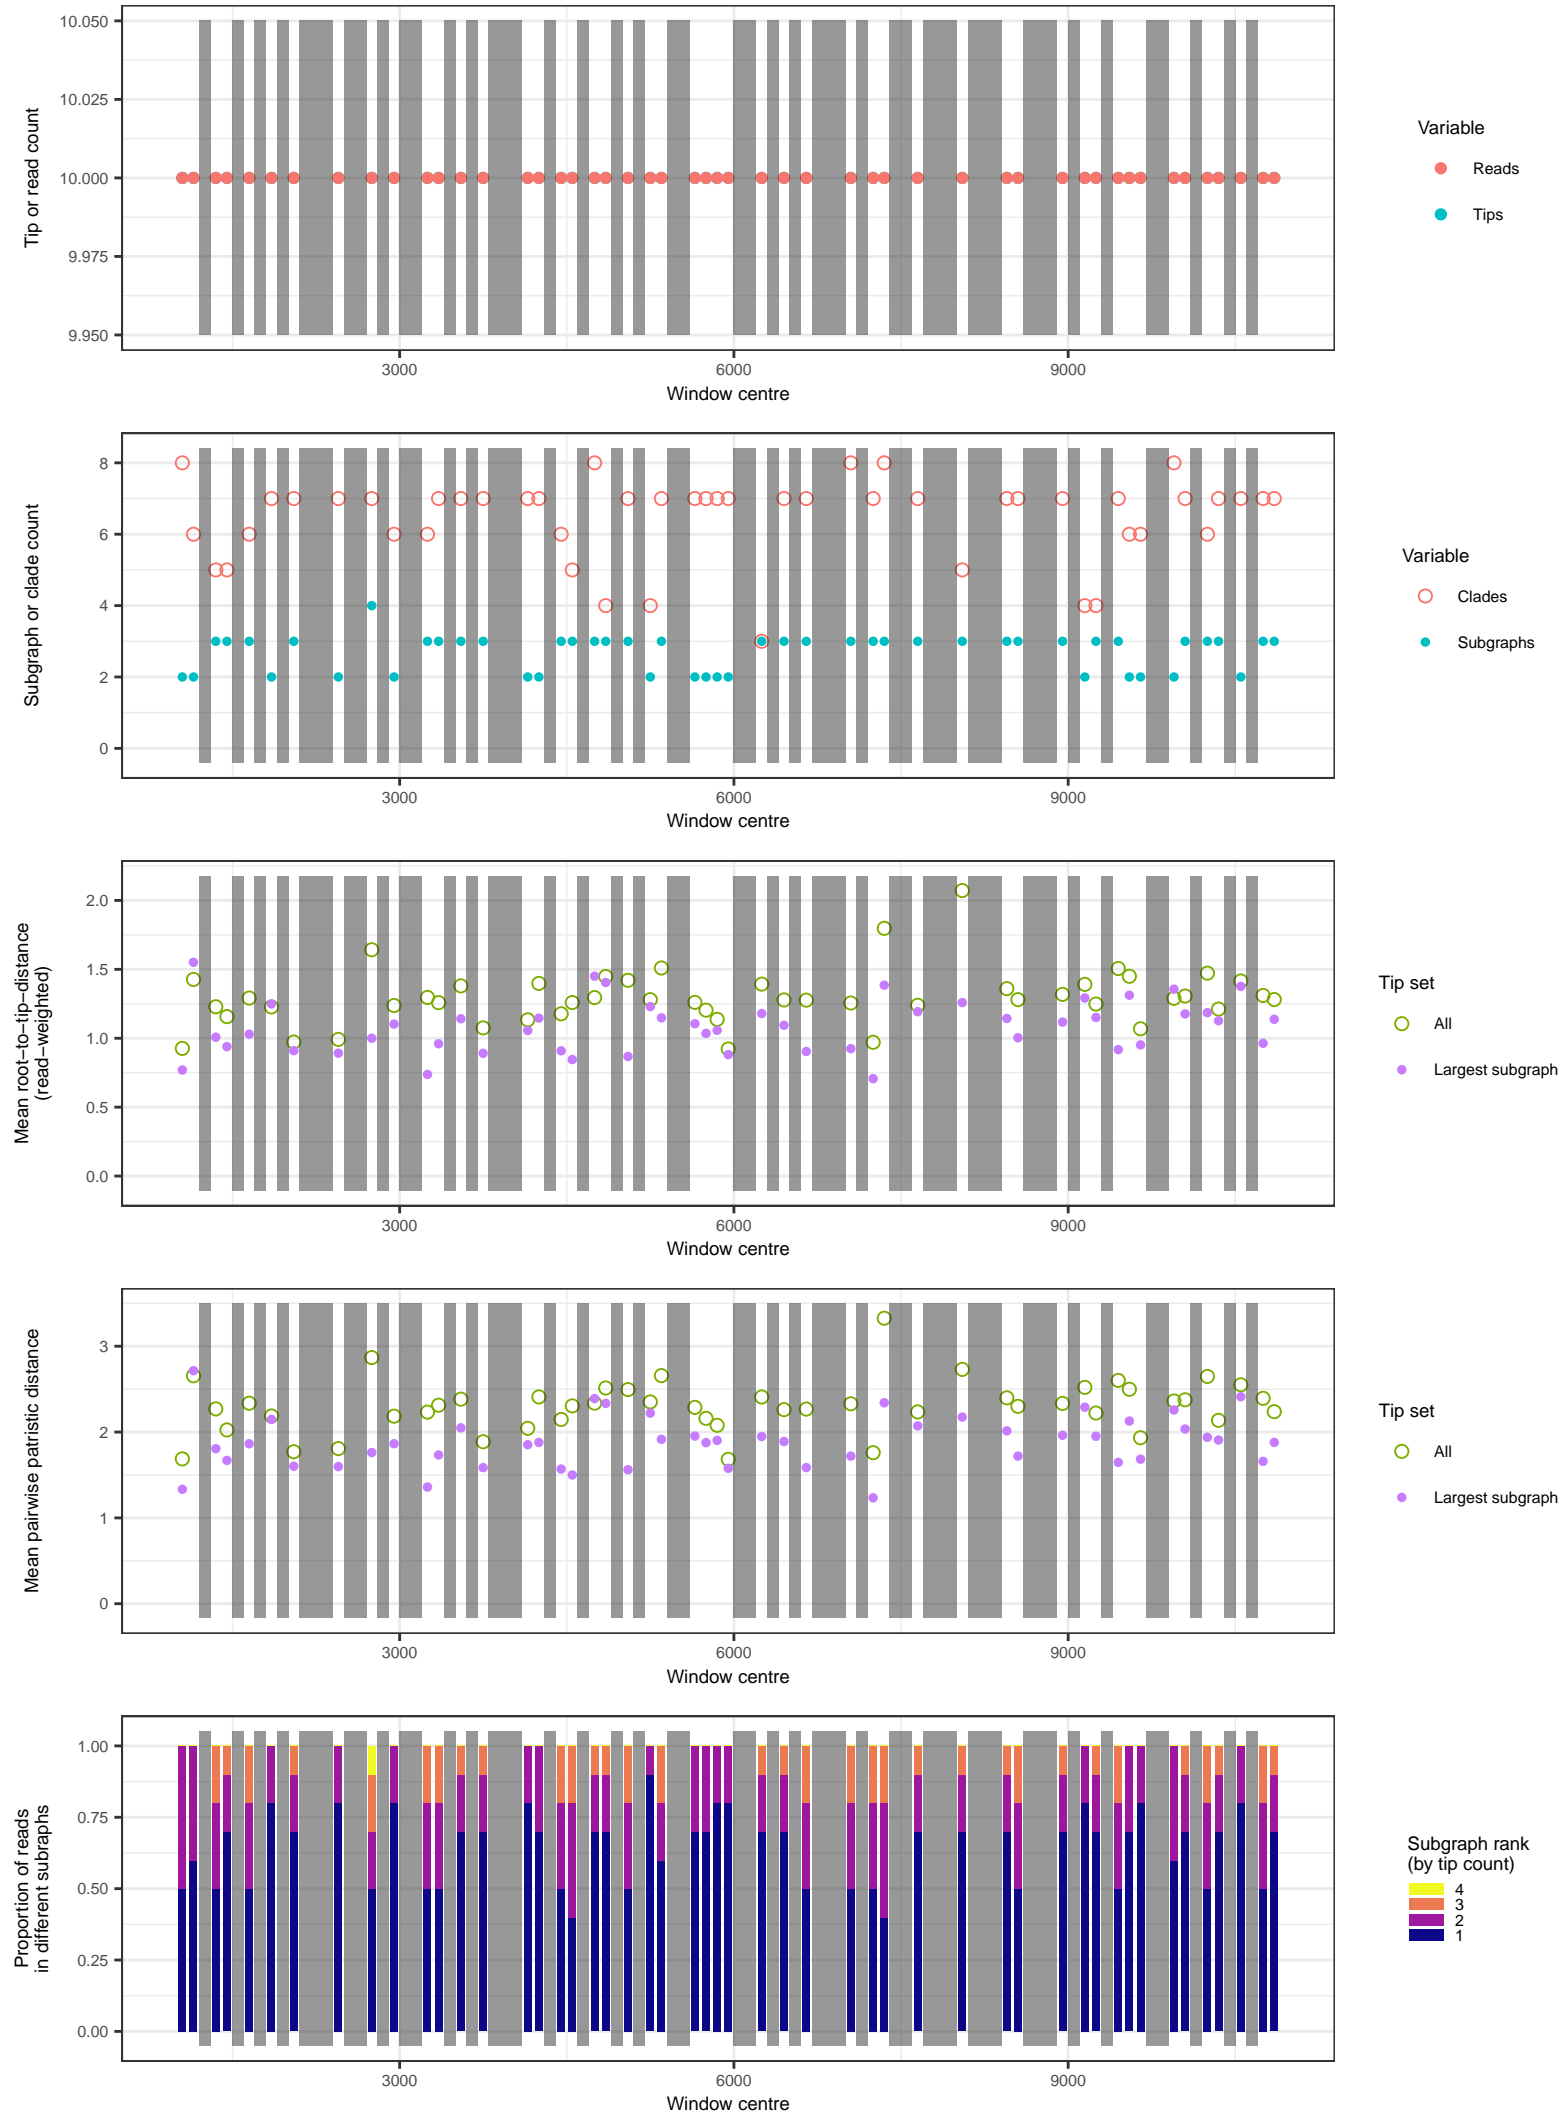 10.050
10.025
10.000
9.975
9.950
Tip or read count
3000
6000
9000
Window centre
Variable
Reads
Tips
8
6
4
2
0
Subgraph or clade count
3000
6000
9000
Window centre
Variable
Clades
Subgraphs
2.0
1.5
1.0
0.5
0.0
Mean root−to−tip−distance
(read−weighted)
3000
6000
9000
Window centre
Tip set
All
Largest subgraph
3
2
1
0
Mean pairwise patristic distance
3000
6000
9000
Window centre
Tip set
All
Largest subgraph
1.00
0.75
0.50
0.25
0.00
Proportion of reads
in different subraphs
3000
6000
9000
Window centre
Subgraph rank
(by tip count)
4
3
2
1